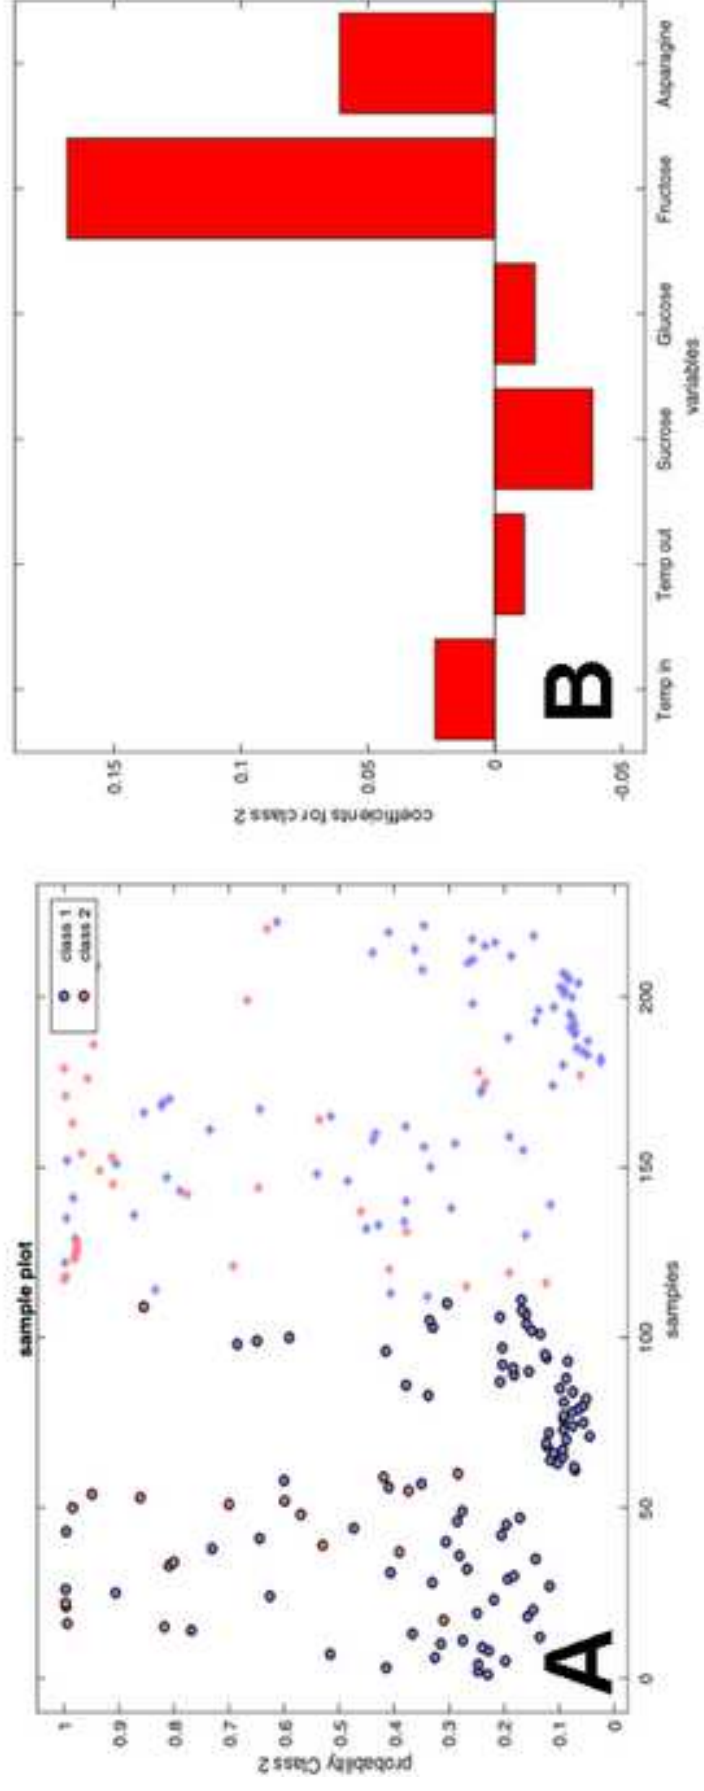 sample plot
class 1
class 2
probability Class 2
1
0.9
0.8
0.7
0.6
0.5
0.4
0.3
0.2
0.1
0
0
50
100
150
200
samples
A
coefficients for class 2
0.15
0.1
0.05
0
-0.05
Temp in
Temp out
Sucrose
Glucose
Fructose
Asparagine
variables
B